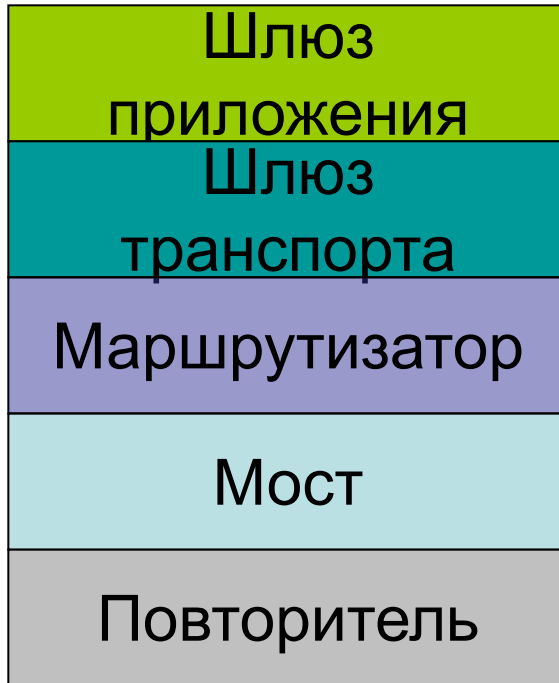 Шлюз
приложения
Шлюз
транспорта
Маршрутизатор
Мост
Повторитель